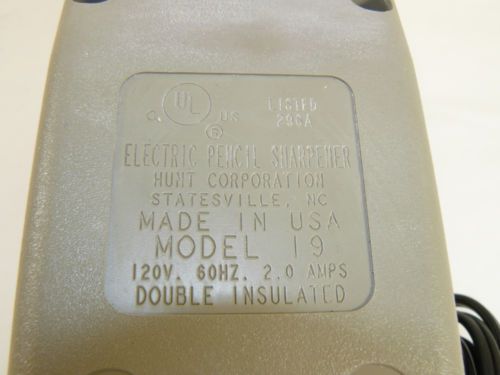 C UL US LISTED
® 296A
ELECTRIC PENCIL SHARPENER
HUNT CORPORATION
STATESVILLE, NC
MADE IN USA
MODEL 19
120V. 60HZ. 2.0 AMPS
DOUBLE INSULATED